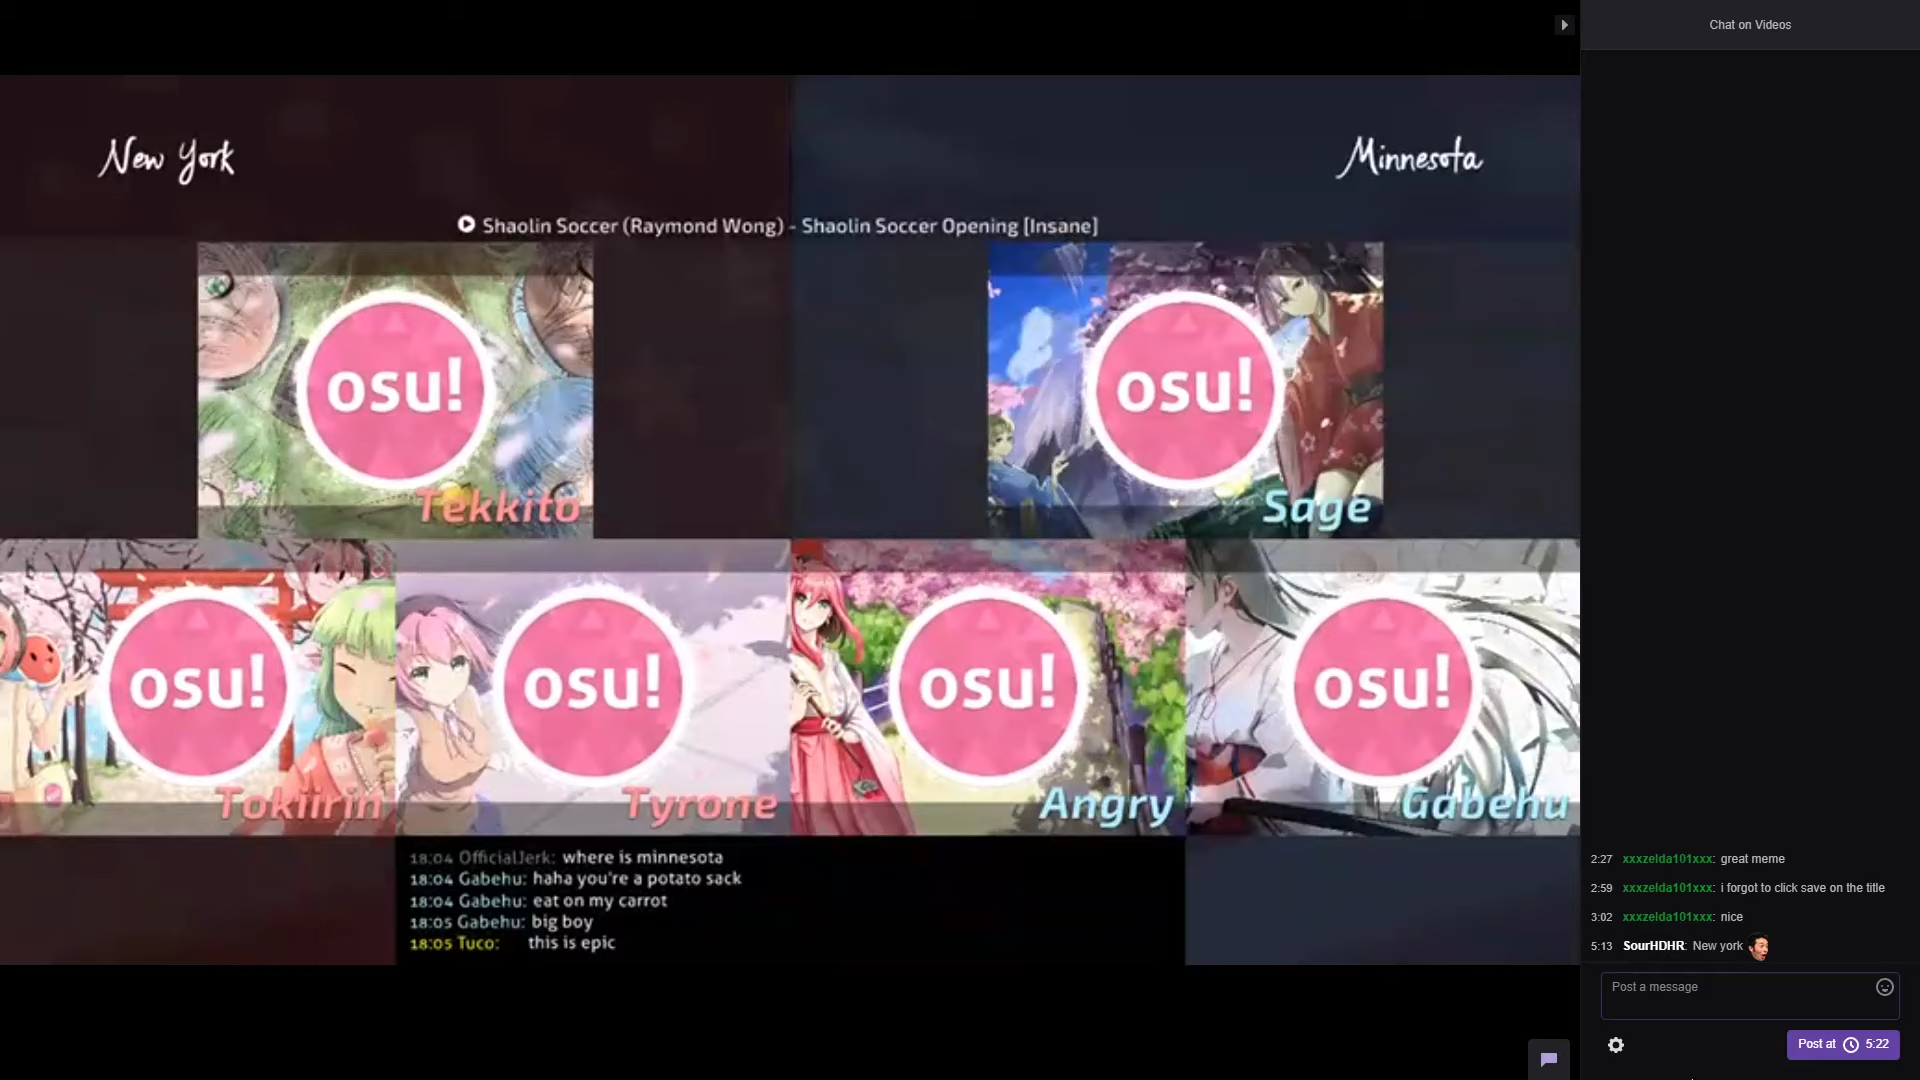 Chat on Videos
New York
Minnesota
Shaolin Soccer (Raymond Wong) - Shaolin Soccer Opening [Insane]
osu!
Tekkito
osu!
Sage
osu!
Tokiirin
osu!
Tyrone
osu!
Angry
osu!
Gabehu
18:04 OfficialJerk: where is minnesota
18:04 Gabehu: haha you're a potato sack
18:04 Gabehu: eat on my carrot
18:05 Gabehu: big boy
18:05 Tuco: this is epic
2:27 xxxzelda101xxx: great meme
2:59 xxxzelda101xxx: i forgot to click save on the title
3:02 xxxzelda101xxx: nice
5:13 SourHDHR: New york
Post a message
Post at 5:22